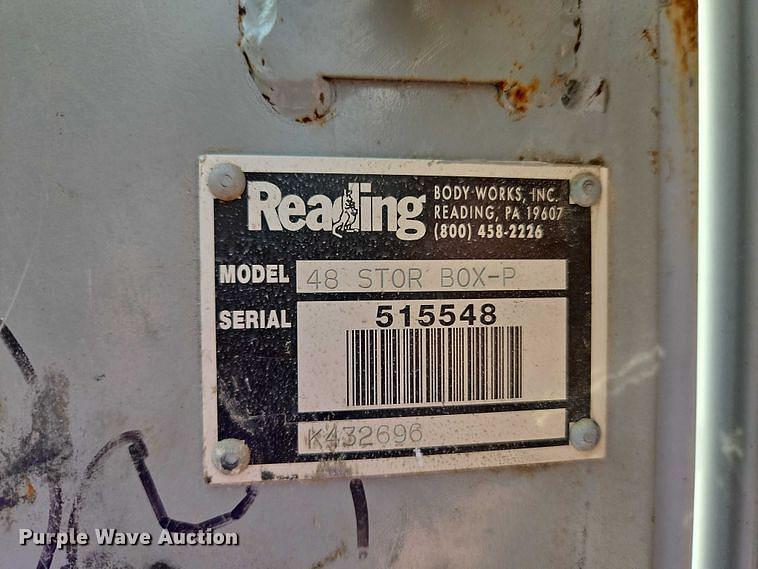 Reading
BODY WORKS, INC.
READING, PA 19607
(800) 458-2226
MODEL 48 STOR BOX-P
SERIAL 515548
K432696
Purple Wave Auction